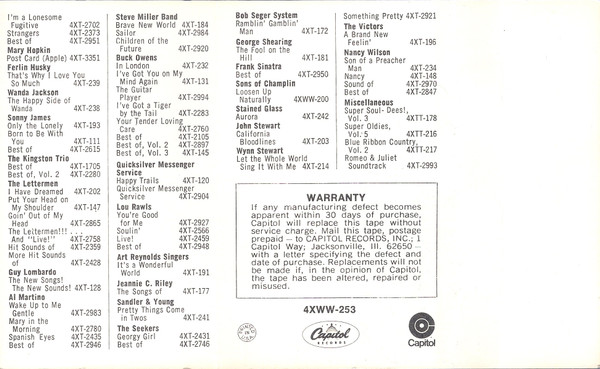 I'm a Lonesome
Fugitive 4XT-2702
Strangers 4XT-2373
Best of 4XT-2951
Mary Hopkin
Post Card (Apple) 4XT-3351
Ferlin Husky
That's Why I Love You
So Much 4XT-239
Wanda Jackson
The Happy Side of
Wanda 4XT-238
Sonny James
Only the Lonely 4XT-193
Born to Be With
You 4XT-111
Best of 4XT-2615
The Kingston Trio
Best of 4XT-1705
Best of, Vol. 2 4XT-2280
The Lettermen
I Have Dreamed 4XT-202
Put Your Head on
My Shoulder 4XT-147
Goin' Out of My
Head 4XT-2865
The Leitermen!!! . . .
And "Live!" 4XT-2758
Hit Sounds of 4XT-2359
More Hit Sounds
of 4XT-2428
Guy Lombardo
The New Songs!
The New Sounds! 4XT-128
Al Martino
Wake Up to Me
Gentle 4XT-2983
Mary in the
Morning 4XT-2780
Spanish Eyes 4XT-2435
Best of 4XT-2946
Steve Miller Band
Brave New World 4XT-184
Sailor 4XT-2984
Children of the
Future 4XT-2920
Buck Owens
In London 4XT-232
I've Got You on My
Mind Again 4XT-131
The Guitar
Player 4XT-2994
I've Got a Tiger
by the Tail 4XT-2283
Your Tender Loving
Care 4XT-2760
Best of 4XT-2105
Best of, Vol. 2 4XT-2897
Best of, Vol. 3 4XT-145
Quicksilver Messenger
Service
Happy Trails 4XT-120
Quicksilver Messenger
Service 4XT-2904
Lou Rawls
You're Good
for Me 4XT-2927
Soulin' 4XT-2566
Live! 4XT-2459
Best of 4XT-2948
Art Reynolds Singers
It's a Wonderful
World 4XT-191
Jeannie C. Riley
The Songs of 4XT-177
Sandler & Young
Pretty Things Come
in Twos 4XT-241
The Seekers
Georgy Girl 4XT-2431
Best of 4XT-2746
Bob Seger System
Ramblin' Gamblin'
Man 4XT-172
George Shearing
The Fool on the
Hill 4XT-181
Frank Sinatra
Best of 4XT-2950
Sons of Champlin
Loosen Up
Naturally 4XWW-200
Stained Glass
Aurora 4XT-242
John Stewart
California
Bloodlines 4XT-203
Wynn Stewart
Let the Whole World
Sing It With Me 4XT-214
Something Pretty 4XT-2921
The Victors
A Brand New
Feelin' 4XT-196
Nancy Wilson
Son of a Preacher
Man 4XT-234
Nancy 4XT-148
Sound of 4XT-2970
Best of 4XT-2847
Miscellaneous
Super Soul- Dees!,
Vol. 3 4XTT-178
Super Oldies,
Vol. 5 4XTT-216
Blue Ribbon Country,
Vol. 2 4XTT-217
Romeo & Juliet
Soundtrack 4XT-2993
WARRANTY
If any manufacturing defect becomes
apparent within 30 days of purchase,
Capitol will replace this tape without
service charge. Mail this tape, postage
prepaid – to CAPITOL RECORDS, INC.; 1
Capitol Way; Jacksonville, Ill. 62650 –
with a letter specifying the defect and
date of purchase. Replacements will not
be made if, in the opinion of Capitol,
the tape has been altered, repaired or
misused.
4XWW-253
PRINTED
IN
U.S.A.
Capitol
RECORDS
Capitol